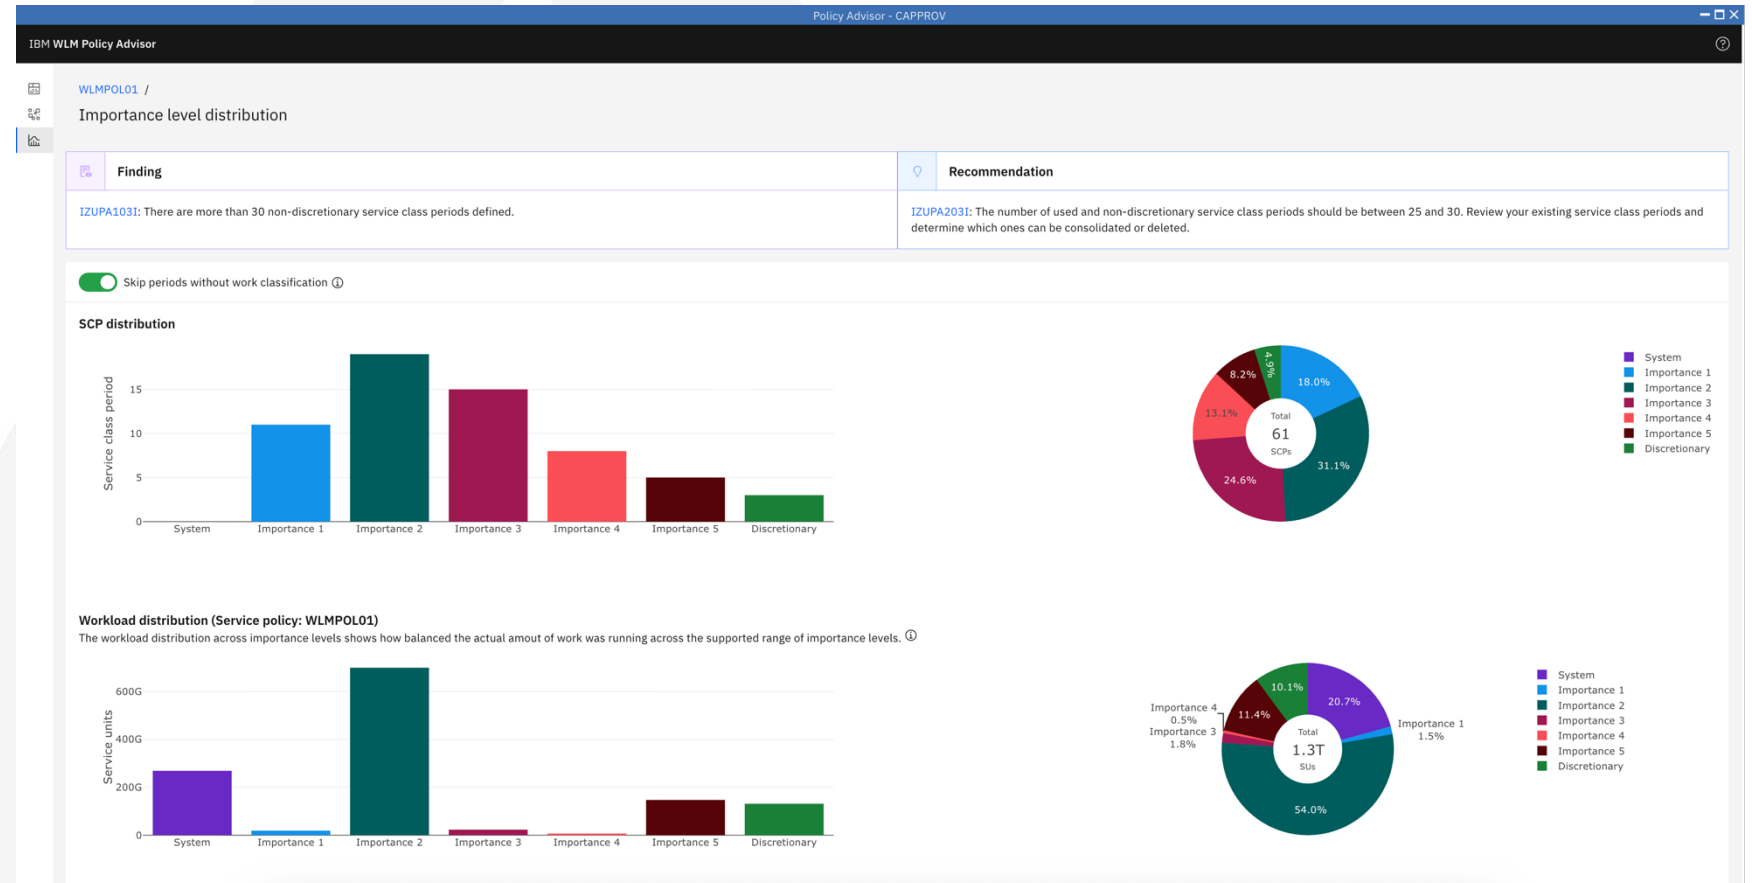 Policy Advisor - CAPPROV
IBM WLM Policy Advisor
WLMPOL01 /
Importance level distribution
Finding
IZUPA103I: There are more than 30 non-discretionary service class periods defined.
Recommendation
IZUPA203I: The number of used and non-discretionary service class periods should be between 25 and 30. Review your existing service class periods and
determine which ones can be consolidated or deleted.
Skip periods without work classification
SCP distribution
Service class period
15
10
5
0
System
Importance 1
Importance 2
Importance 3
Importance 4
Importance 5
Discretionary
4.9%
8.2%
18.0%
13.1%
31.1%
24.6%
Total
61
SCPs
System
Importance 1
Importance 2
Importance 3
Importance 4
Importance 5
Discretionary
Workload distribution (Service policy: WLMPOL01)
The workload distribution across importance levels shows how balanced the actual amout of work was running across the supported range of importance levels.
Service units
600G
400G
200G
0
System
Importance 1
Importance 2
Importance 3
Importance 4
Importance 5
Discretionary
10.1%
20.7%
11.4%
Importance 4
0.5%
Importance 3
1.8%
Importance 1
1.5%
54.0%
Total
1.3T
SUs
System
Importance 1
Importance 2
Importance 3
Importance 4
Importance 5
Discretionary